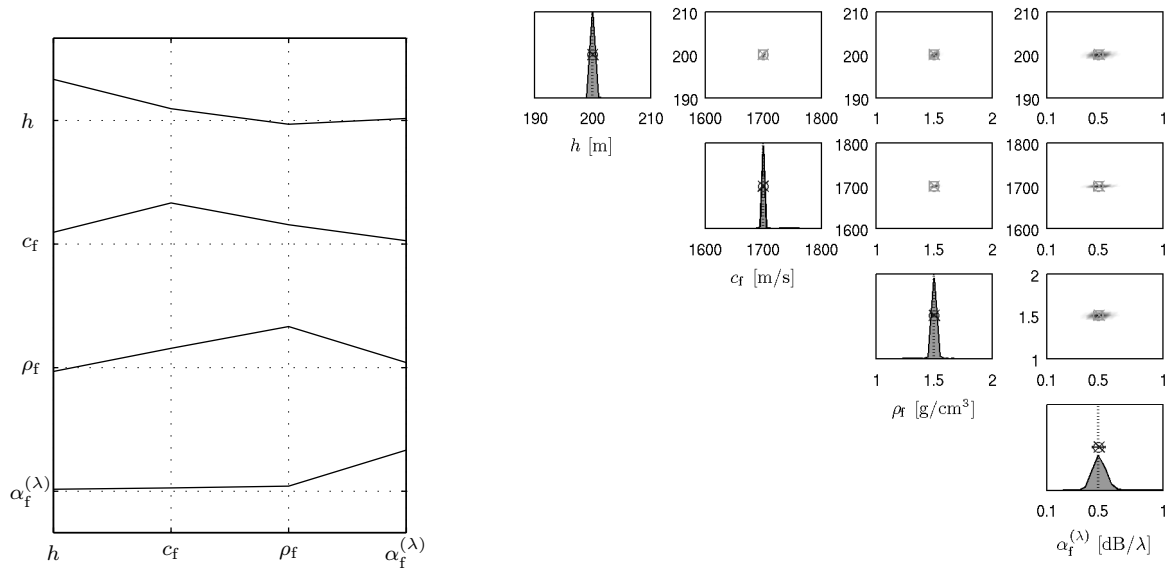 h
c_f
ρ_f
α_f^(λ)
h c_f ρ_f α_f^(λ)
210 210 210
200 200 200
190 190 190
190 200 210 1600 1700 1800 1 1.5 2 0.1 0.5 1
h [m]
1800 1800
1700 1700
1600 1600
1600 1700 1800 1 1.5 2 0.1 0.5 1
c_f [m/s]
2
1.5
1
1 1.5 2 0.1 0.5 1
ρ_f [g/cm³]
0.1 0.5 1
α_f^(λ) [dB/λ]